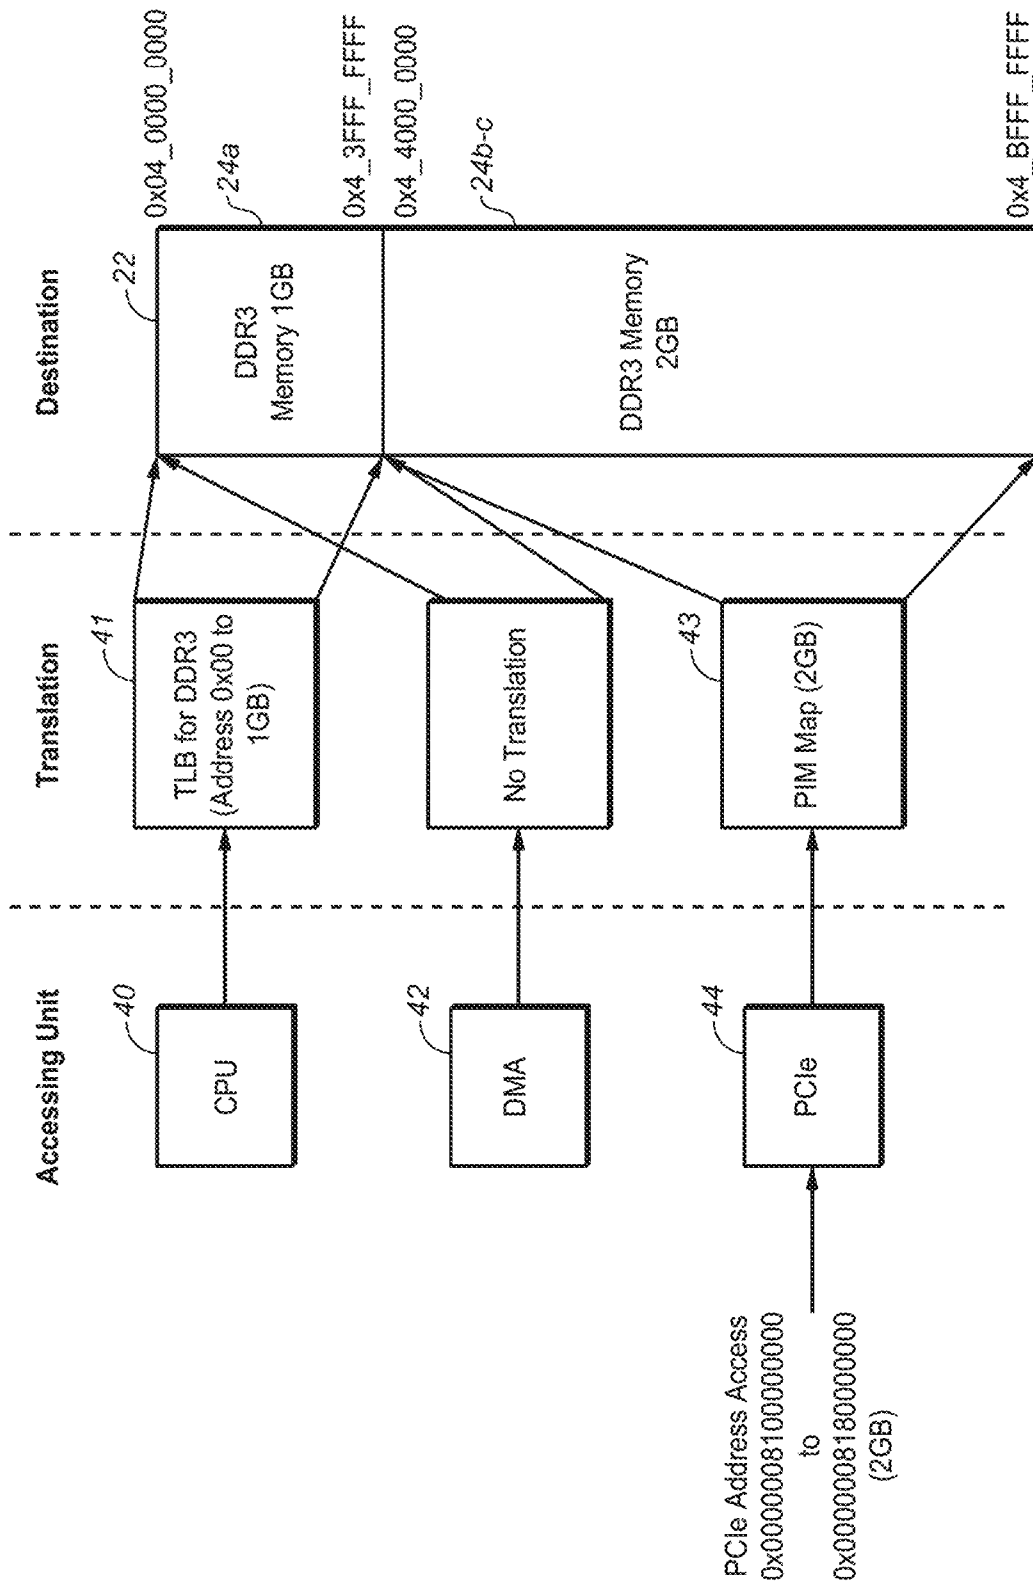 Accessing Unit
Translation
Destination
40
CPU
41
TLB for DDR3
(Address 0x00 to
1GB)
22
0x04_0000_0000
DDR3
Memory 1GB
24a
0x4_3FFF_FFFF
0x4_4000_0000
42
DMA
No Translation
24b-c
DDR3 Memory
2GB
44
PCIe
43
PIM Map (2GB)
0x4_BFFF_FFFF
PCIe Address Access
0x0000008100000000
to
0x0000008180000000
(2GB)